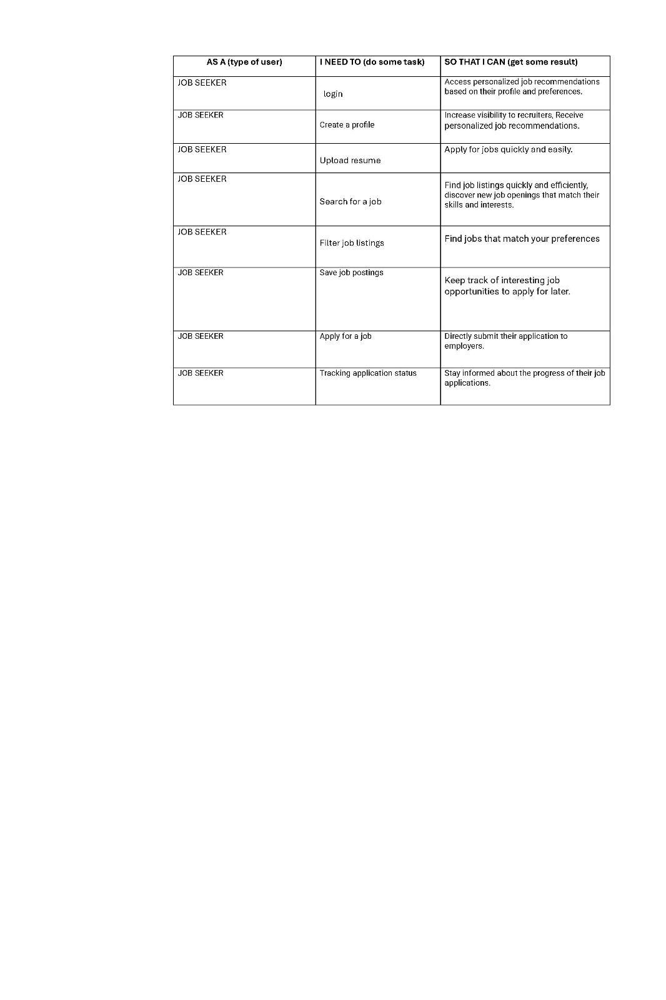 AS A (type of user) I NEED TO (do some task) SO THAT I CAN (get some result)
JOB SEEKER
login
Access personalized job recommendations
based on their profile and preferences.
JOB SEEKER
Create a profile
Increase visibility to recruiters, Receive
personalized job recommendations.
JOB SEEKER
Upload resume
Apply for jobs quickly and easily.
JOB SEEKER
Search for a job
Find job listings quickly and efficiently,
discover new job openings that match their
skills and interests.
JOB SEEKER
Filter job listings
Find jobs that match your preferences
JOB SEEKER
Save job postings
Keep track of interesting job
opportunities to apply for later.
JOB SEEKER
Apply for a job
Directly submit their application to
employers.
JOB SEEKER
Tracking application status
Stay informed about the progress of their job
applications.